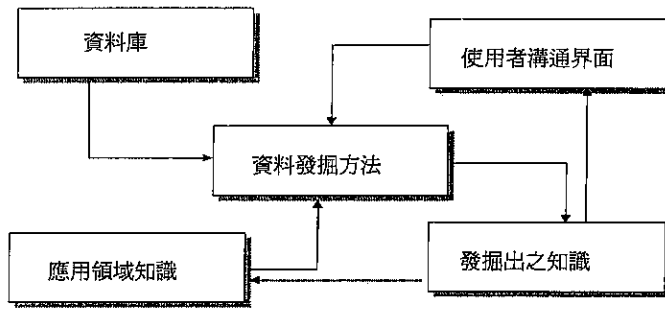 資料庫
使用者溝通界面
資料發掘方法
應用領域知識
發掘出之知識